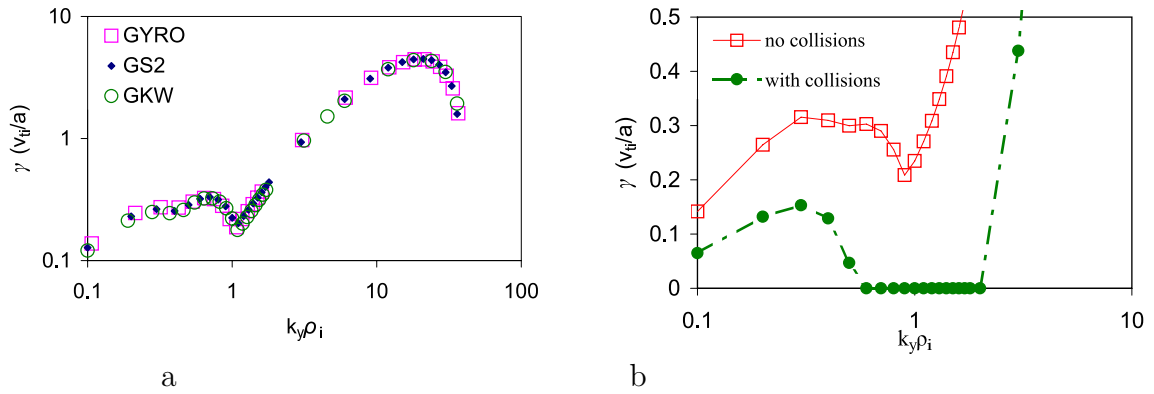 10
1
0.1
γ (v_ti/a)
GYRO
GS2
GKW
0.1 1 10 100
k_yρ_i
a
0.5
0.4
0.3
0.2
0.1
0
γ (v_ti/a)
no collisions
with collisions
0.1 1 10
k_yρ_i
b